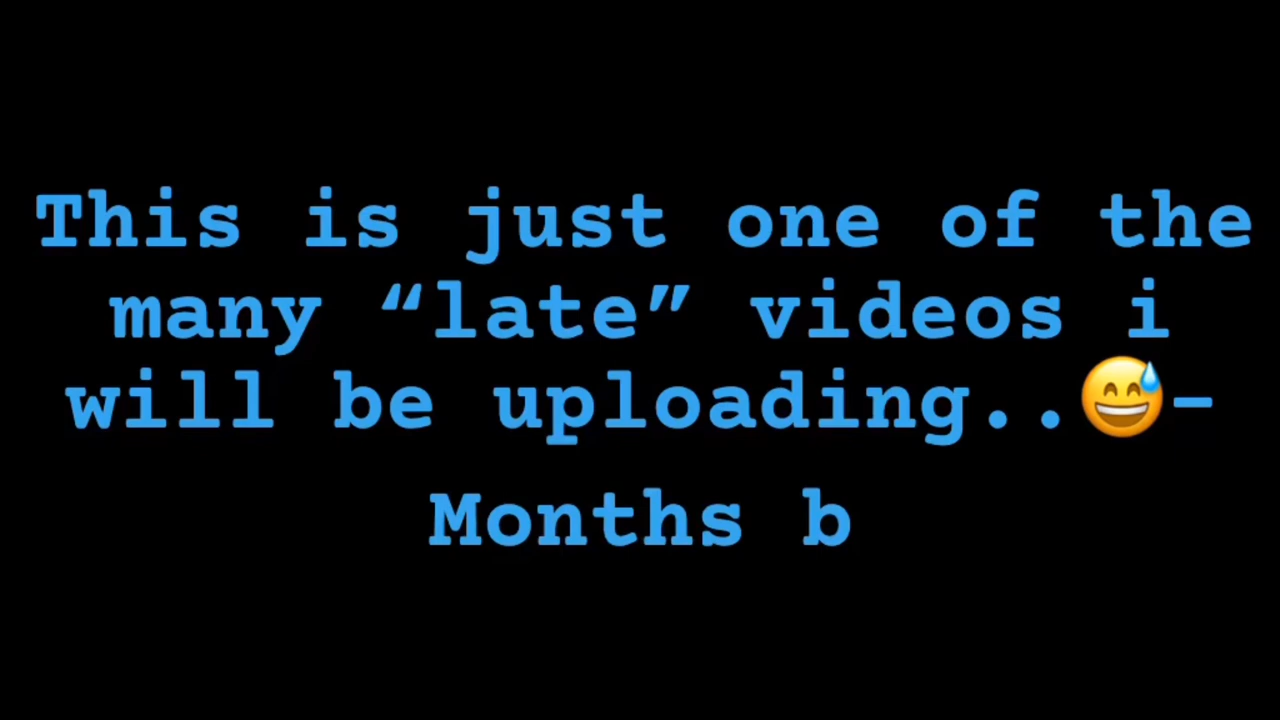 This is just one of the
many “late” videos i
will be uploading..😅-
Months b